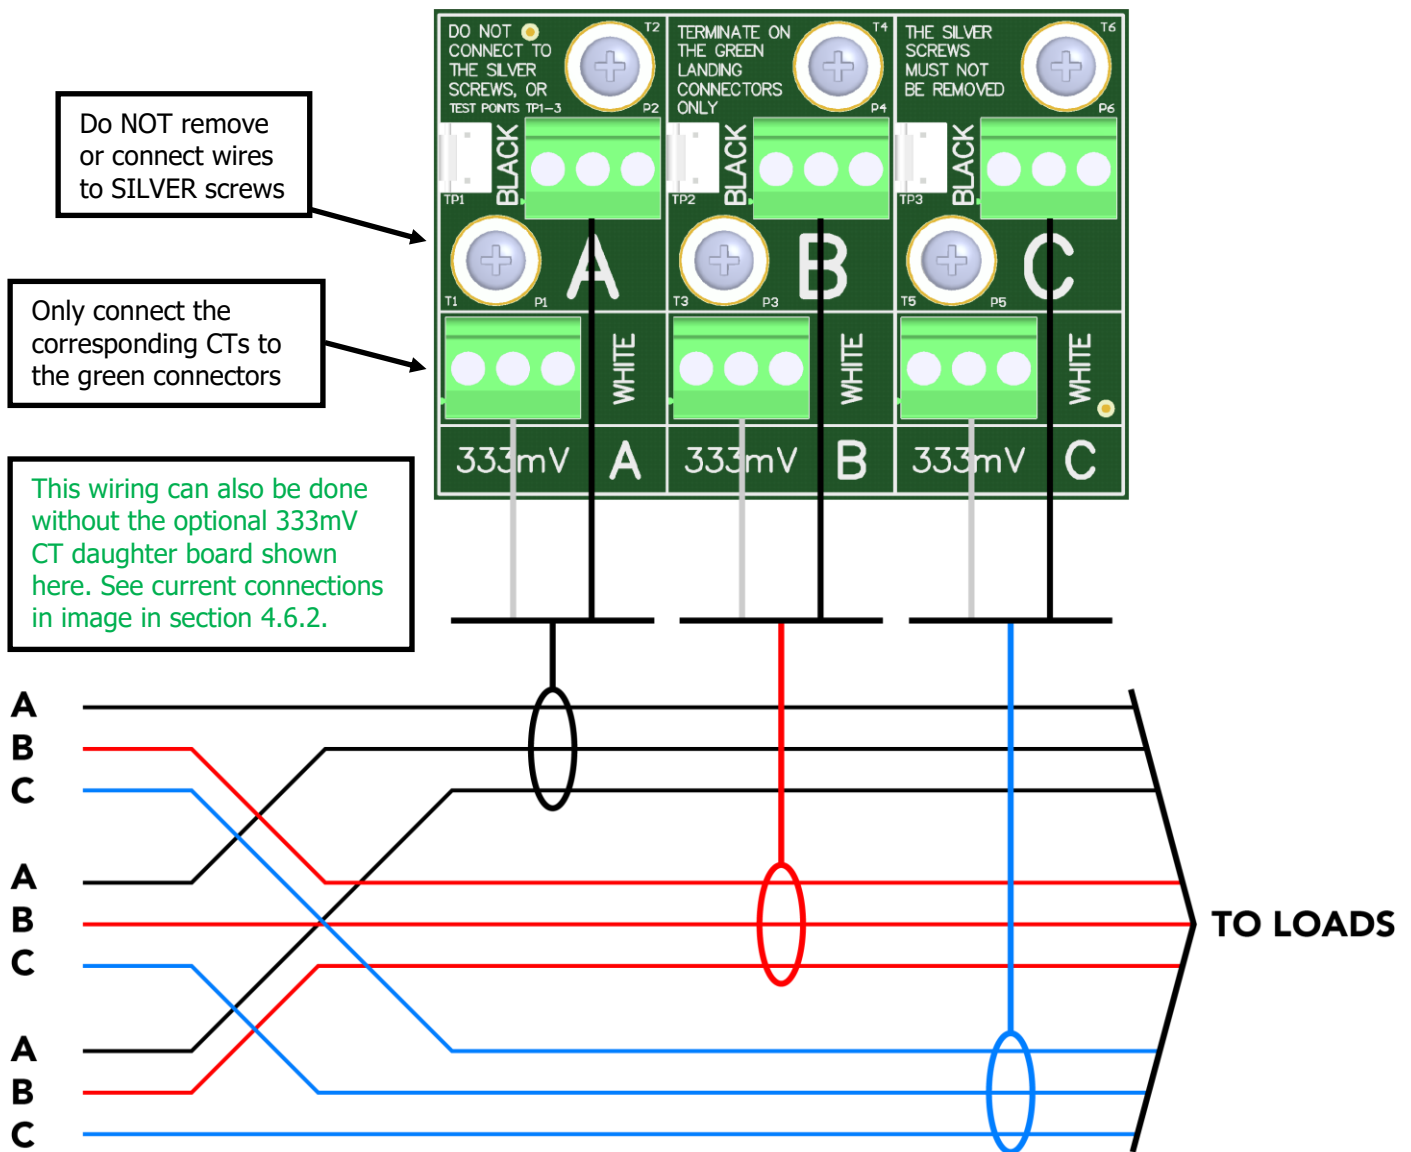 DO NOT
CONNECT TO
THE SILVER
SCREWS, OR
TEST POINTS TP1-3
T2
P2
TERMINATE ON
THE GREEN
LANDING
CONNECTORS
ONLY
T4
P4
THE SILVER
SCREWS
MUST NOT
BE REMOVED
T6
P6
Do NOT remove
or connect wires
to SILVER screws
BLACK
BLACK
BLACK
TP1
TP2
TP3
A
B
C
T1
P1
T3
P3
T5
P5
Only connect the
corresponding CTs to
the green connectors
WHITE
WHITE
WHITE
333mV
A
333mV
B
333mV
C
This wiring can also be done
without the optional 333mV
CT daughter board shown
here. See current connections
in image in section 4.6.2.
A
B
C
A
B
C
A
B
C
TO LOADS